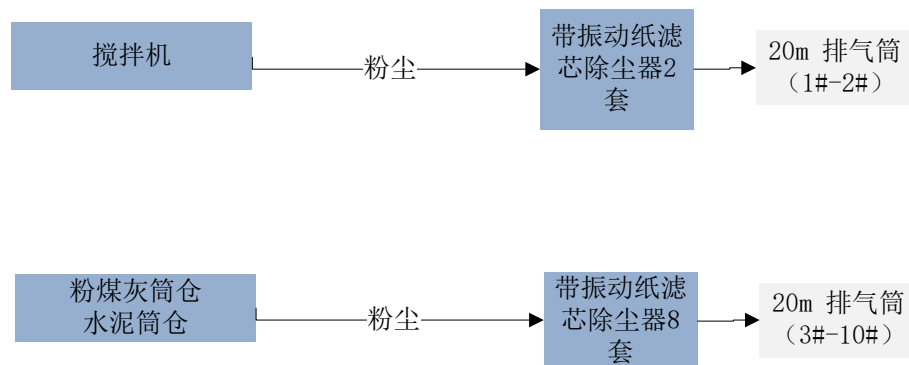 搅拌机
粉尘
带振动纸滤
芯除尘器2
套
20m 排气筒
（1#-2#）
粉煤灰筒仓
水泥筒仓
粉尘
带振动纸滤
芯除尘器8
套
20m 排气筒
（3#-10#）